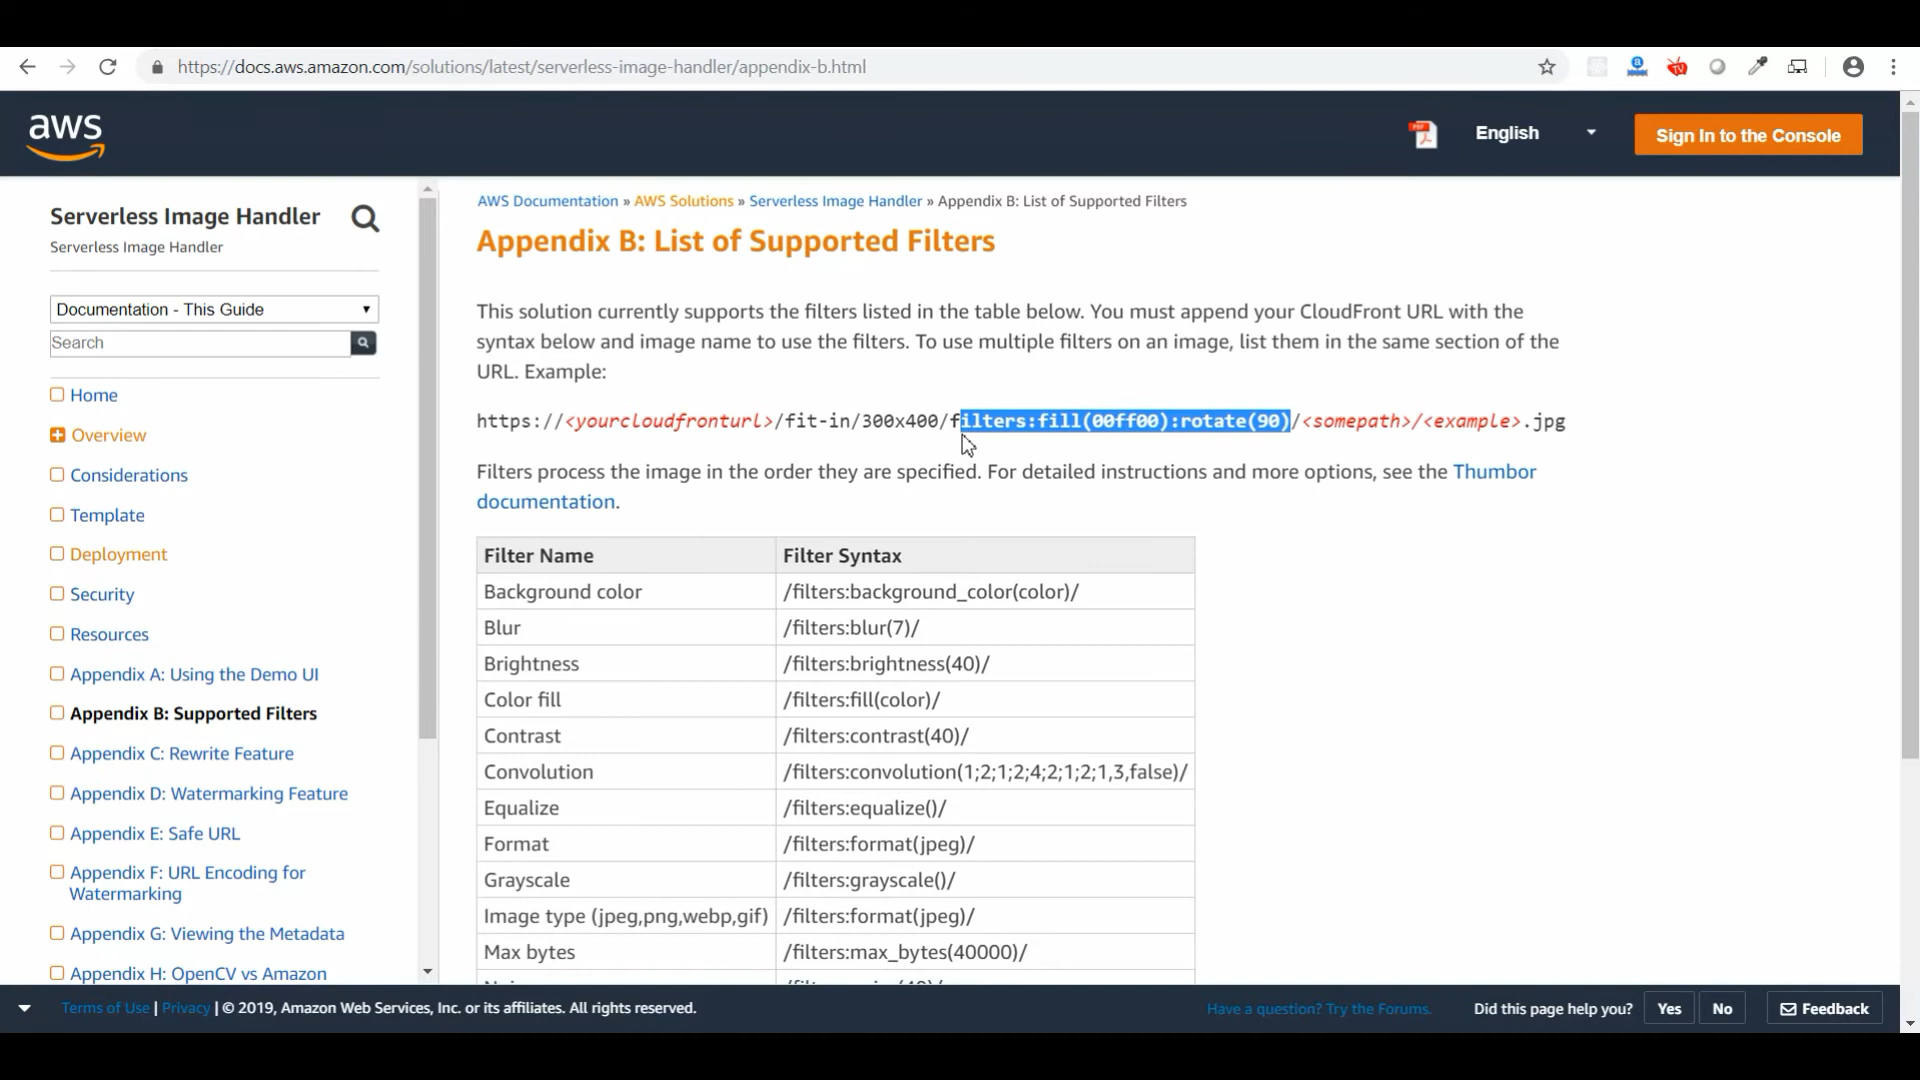 https://docs.aws.amazon.com/solutions/latest/serverless-image-handler/appendix-b.html
aws
English
Sign In to the Console
Serverless Image Handler
Serverless Image Handler
Documentation - This Guide
Search
Home
Overview
Considerations
Template
Deployment
Security
Resources
Appendix A: Using the Demo UI
Appendix B: Supported Filters
Appendix C: Rewrite Feature
Appendix D: Watermarking Feature
Appendix E: Safe URL
Appendix F: URL Encoding for
Watermarking
Appendix G: Viewing the Metadata
Appendix H: OpenCV vs Amazon
AWS Documentation » AWS Solutions » Serverless Image Handler » Appendix B: List of Supported Filters
Appendix B: List of Supported Filters
This solution currently supports the filters listed in the table below. You must append your CloudFront URL with the
syntax below and image name to use the filters. To use multiple filters on an image, list them in the same section of the
URL. Example:
https://<yourcloudfronturl>/fit-in/300x400/filters:fill(00ff00):rotate(90)/<somepath>/<example>.jpg
Filters process the image in the order they are specified. For detailed instructions and more options, see the Thumbor
documentation.
Filter Name Filter Syntax
Background color /filters:background_color(color)/
Blur /filters:blur(7)/
Brightness /filters:brightness(40)/
Color fill /filters:fill(color)/
Contrast /filters:contrast(40)/
Convolution /filters:convolution(1;2;1;2;4;2;1;2;1,3,false)/
Equalize /filters:equalize()/
Format /filters:format(jpeg)/
Grayscale /filters:grayscale()/
Image type (jpeg,png,webp,gif) /filters:format(jpeg)/
Max bytes /filters:max_bytes(40000)/
Terms of Use | Privacy | © 2019, Amazon Web Services, Inc. or its affiliates. All rights reserved.
Have a question? Try the Forums.
Did this page help you?
Yes
No
Feedback